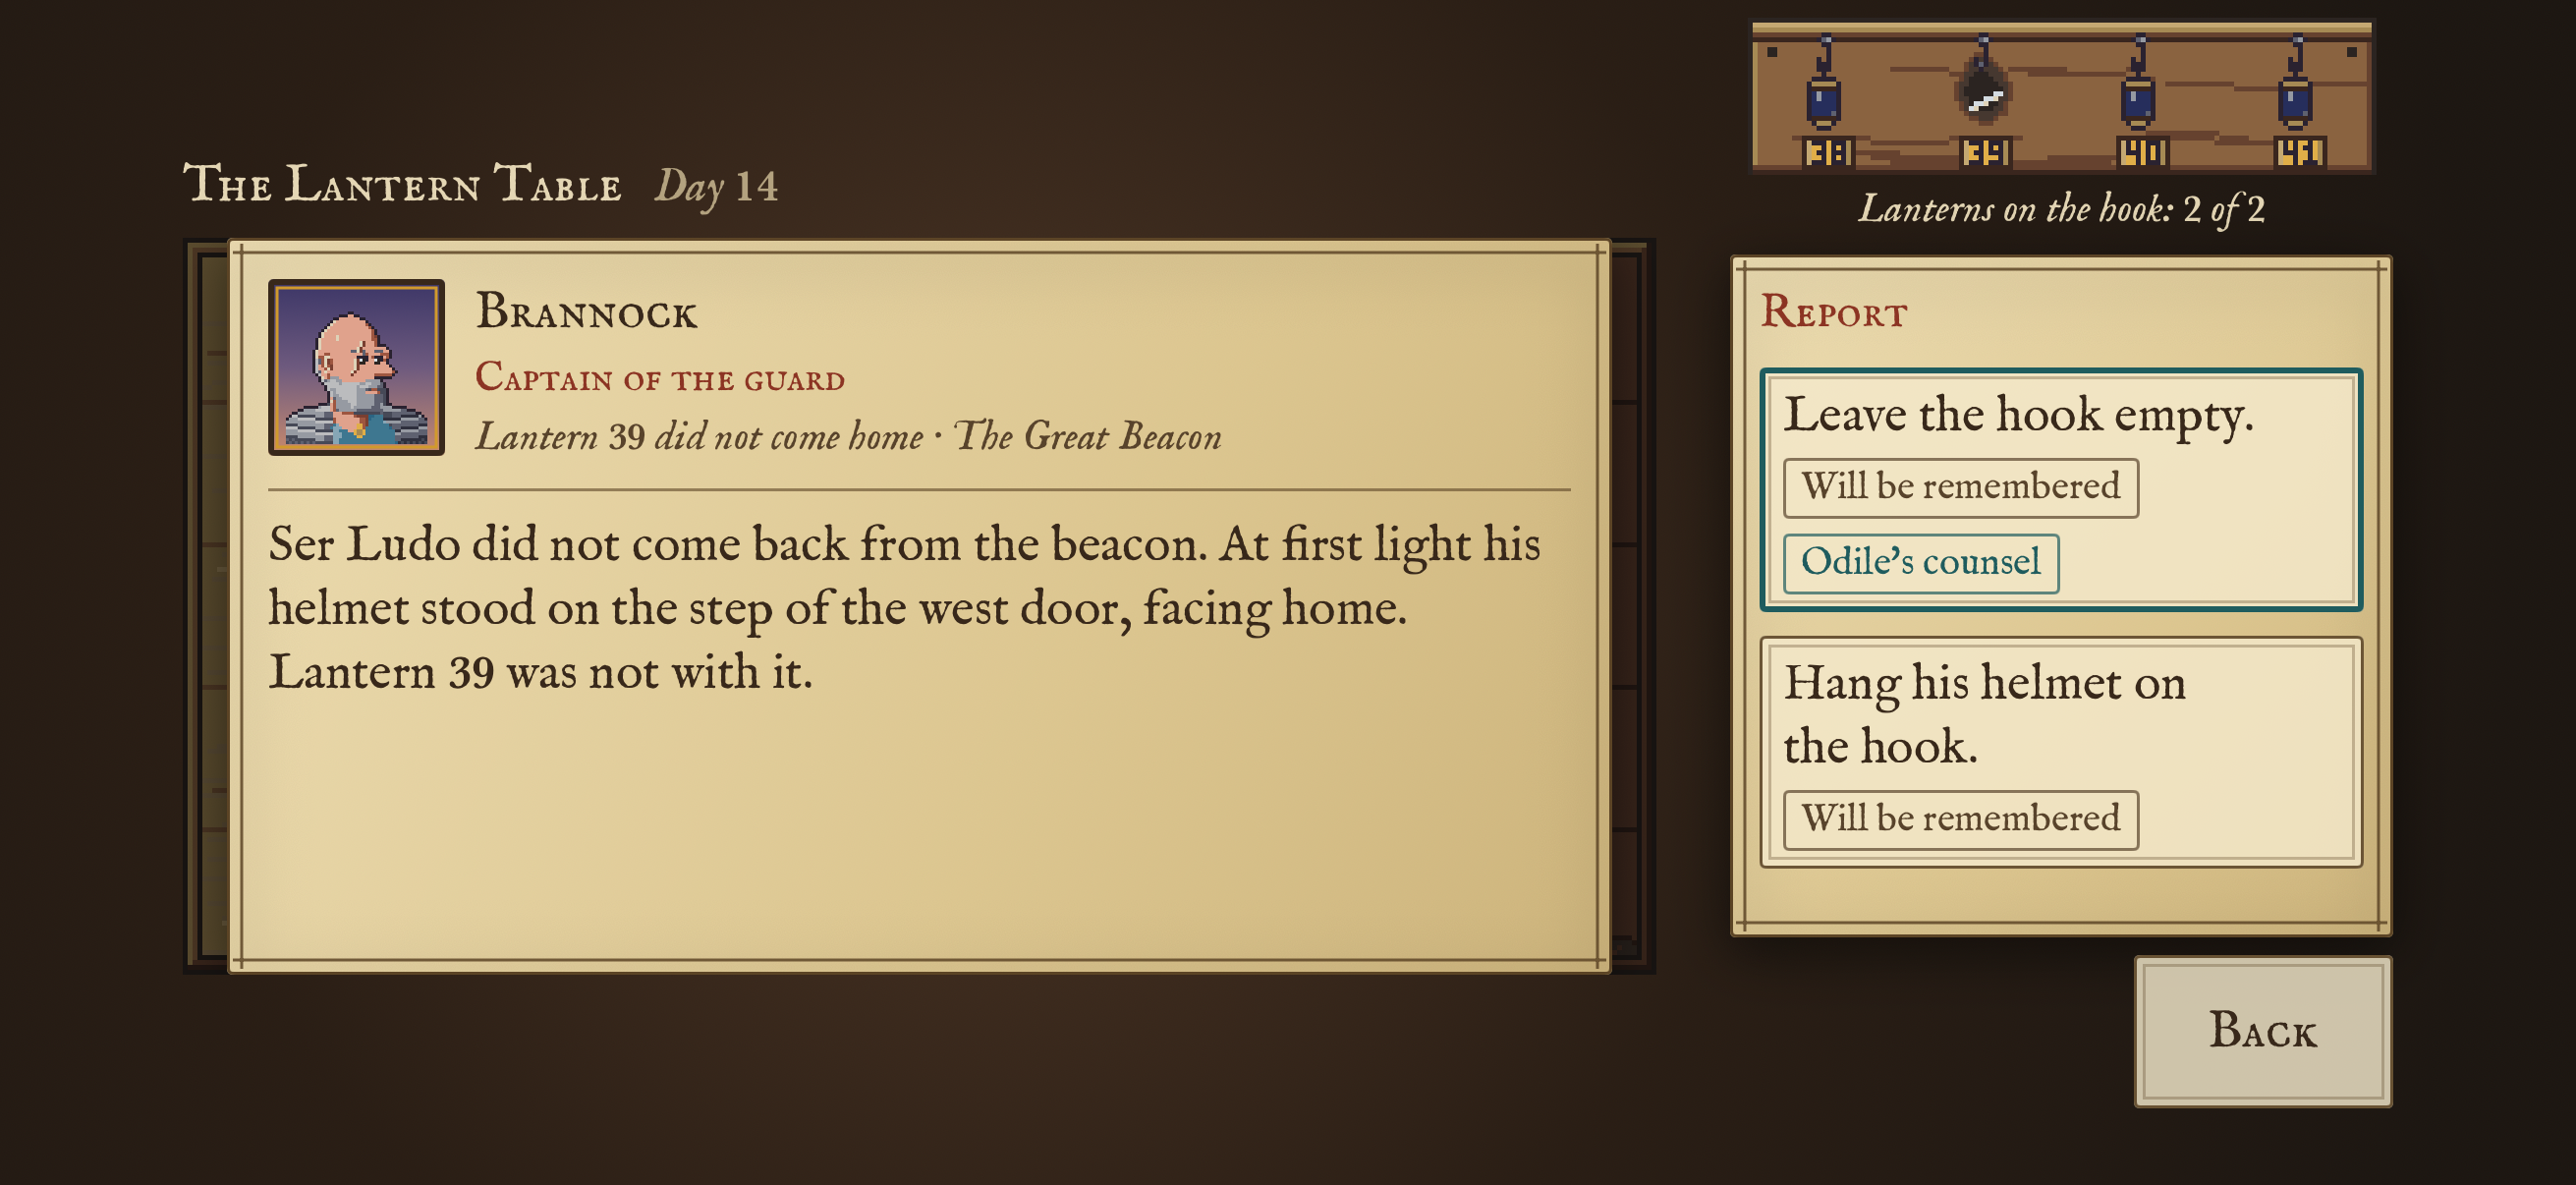 The Lantern Table Day 14
38 39 40 41
Lanterns on the hook: 2 of 2
Brannock
Captain of the guard
Lantern 39 did not come home · The Great Beacon
Ser Ludo did not come back from the beacon. At first light his
helmet stood on the step of the west door, facing home.
Lantern 39 was not with it.
Report
Leave the hook empty.
Will be remembered
Odile’s counsel
Hang his helmet on
the hook.
Will be remembered
Back